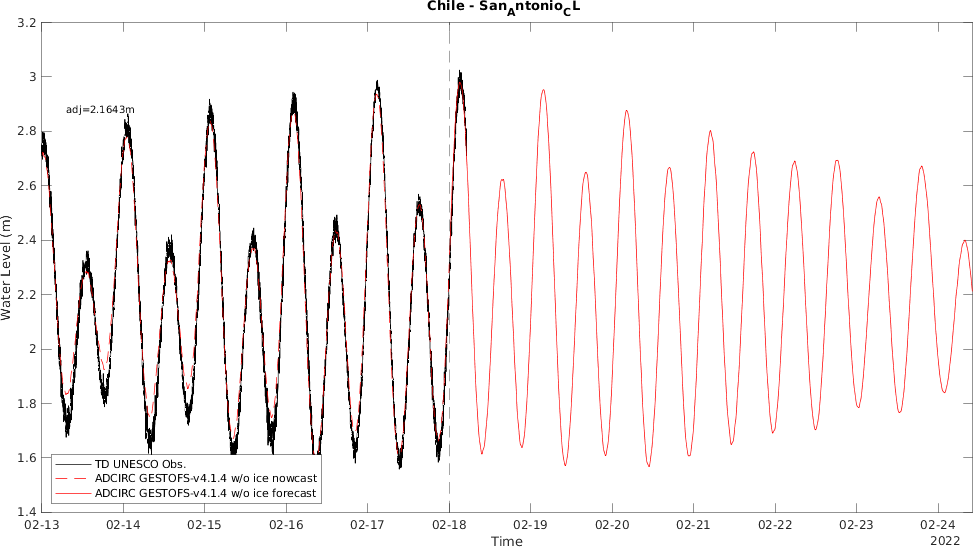 Chile - SanAntonioCL
3.2
3
2.8
2.6
2.4
2.2
2
1.8
1.6
1.4
Water Level (m)
adj=2.1643m
TD UNESCO Obs.
ADCIRC GESTOFS-v4.1.4 w/o ice nowcast
ADCIRC GESTOFS-v4.1.4 w/o ice forecast
02-13 02-14 02-15 02-16 02-17 02-18 02-19 02-20 02-21 02-22 02-23 02-24
Time
2022